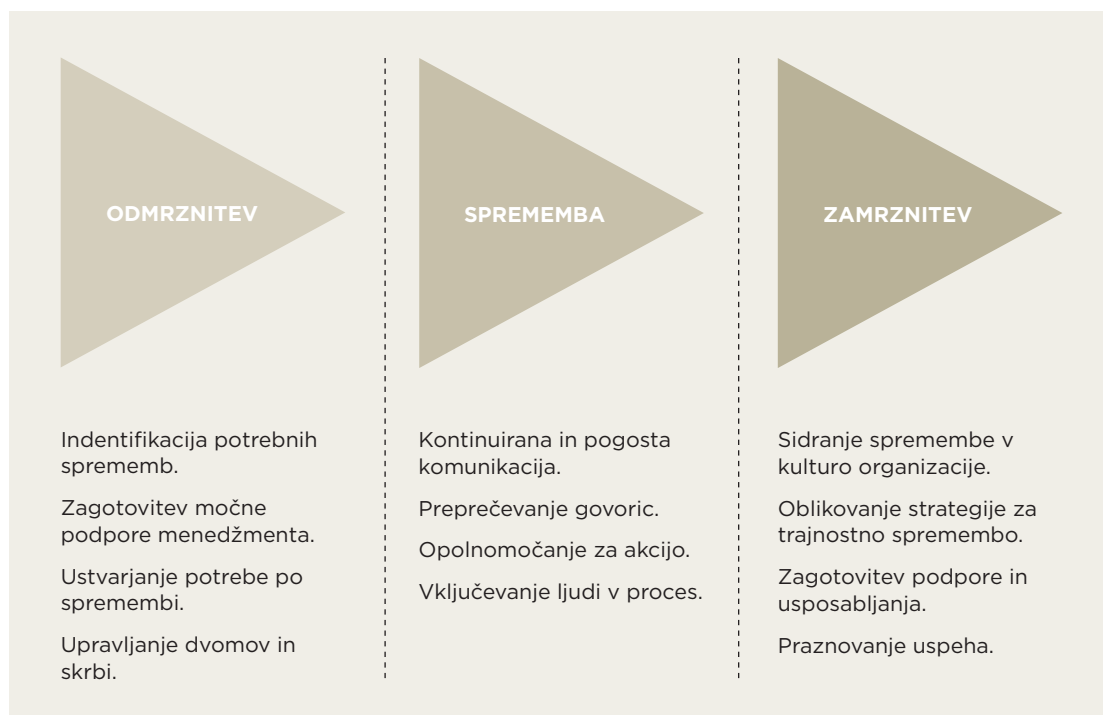 ODMRZNITEV
Indentifikacija potrebnih
sprememb.
Zagotovitev močne
podpore menedžmenta.
Ustvarjanje potrebe po
spremembi.
Upravljanje dvomov in
skrbi.
SPREMEMBA
Kontinuirana in pogosta
komunikacija.
Preprečevanje govoric.
Opolnomočanje za akcijo.
Vključevanje ljudi v proces.
ZAMRZNITEV
Sidranje spremembe v
kulturo organizacije.
Oblikovanje strategije za
trajnostno spremembo.
Zagotovitev podpore in
usposabljanja.
Praznovanje uspeha.